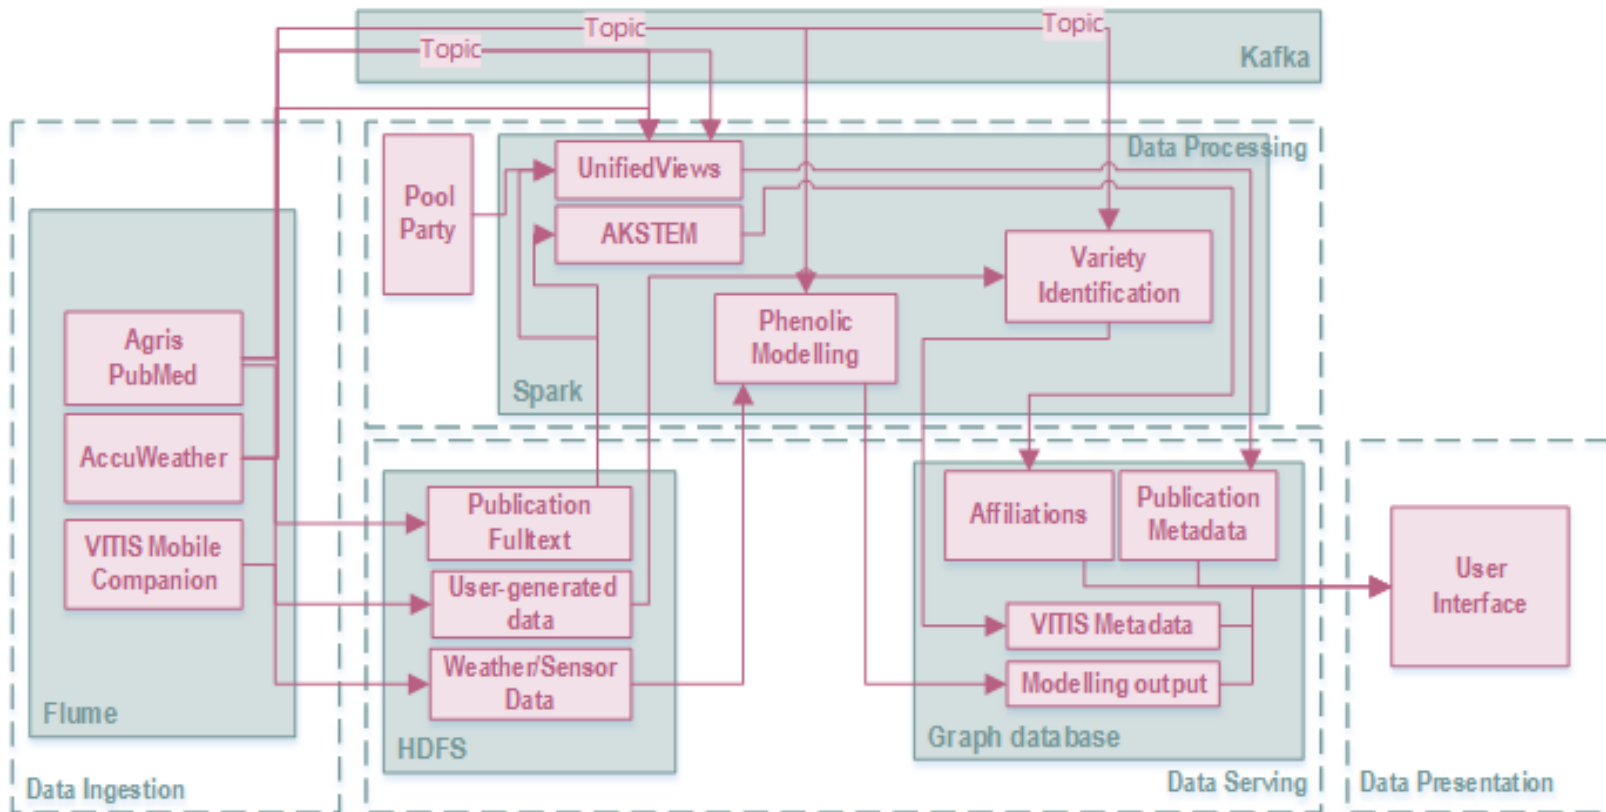 Topic
Topic
Topic
Kafka
Data Processing
UnifiedViews
Pool
Party
AKSTEM
Variety
Identification
Phenolic
Modelling
Spark
Agris
PubMed
AccuWeather
VITIS Mobile
Companion
Flume
Data Ingestion
Publication
Fulltext
User-generated
data
Weather/Sensor
Data
HDFS
Affiliations
Publication
Metadata
VITIS Metadata
Modelling output
Graph database
Data Serving
User
Interface
Data Presentation